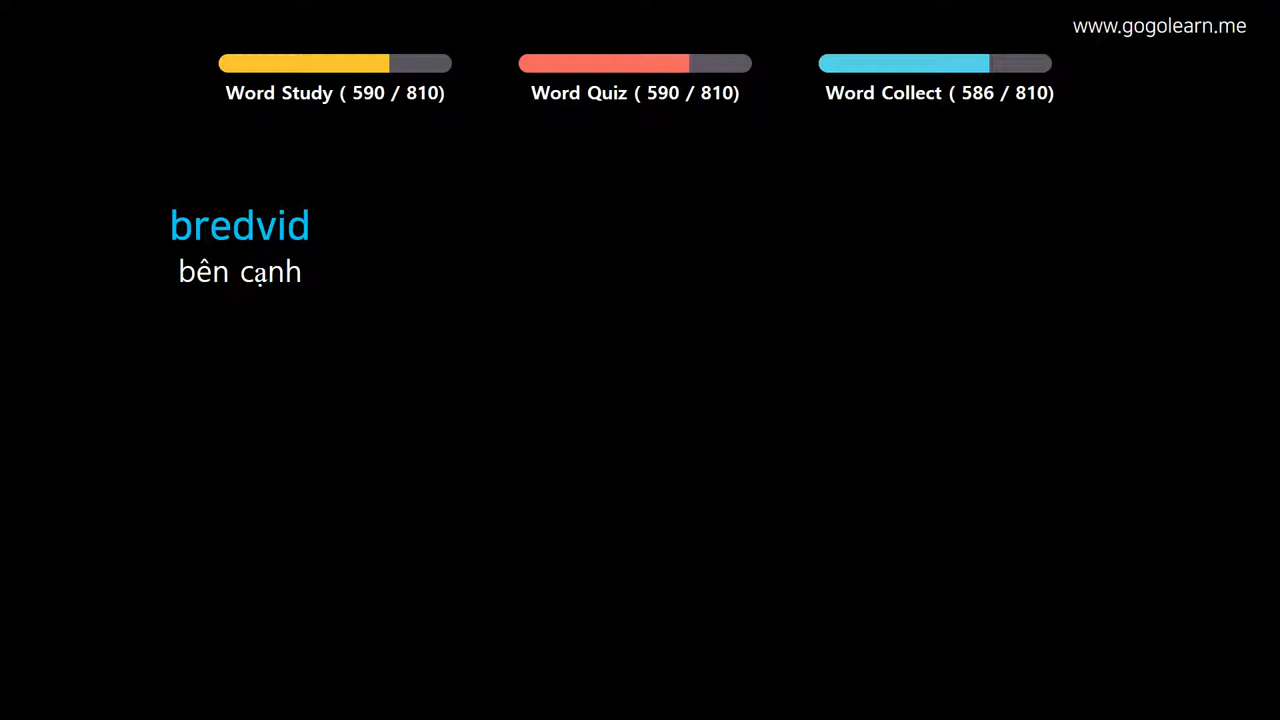 www.gogolearn.me
Word Study ( 590 / 810)
Word Quiz ( 590 / 810)
Word Collect ( 586 / 810)
bredvid
bên cạnh